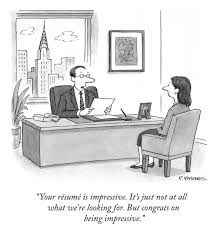 "Your résumé is impressive. It's just not at all
what we're looking for. But congrats on
being impressive."